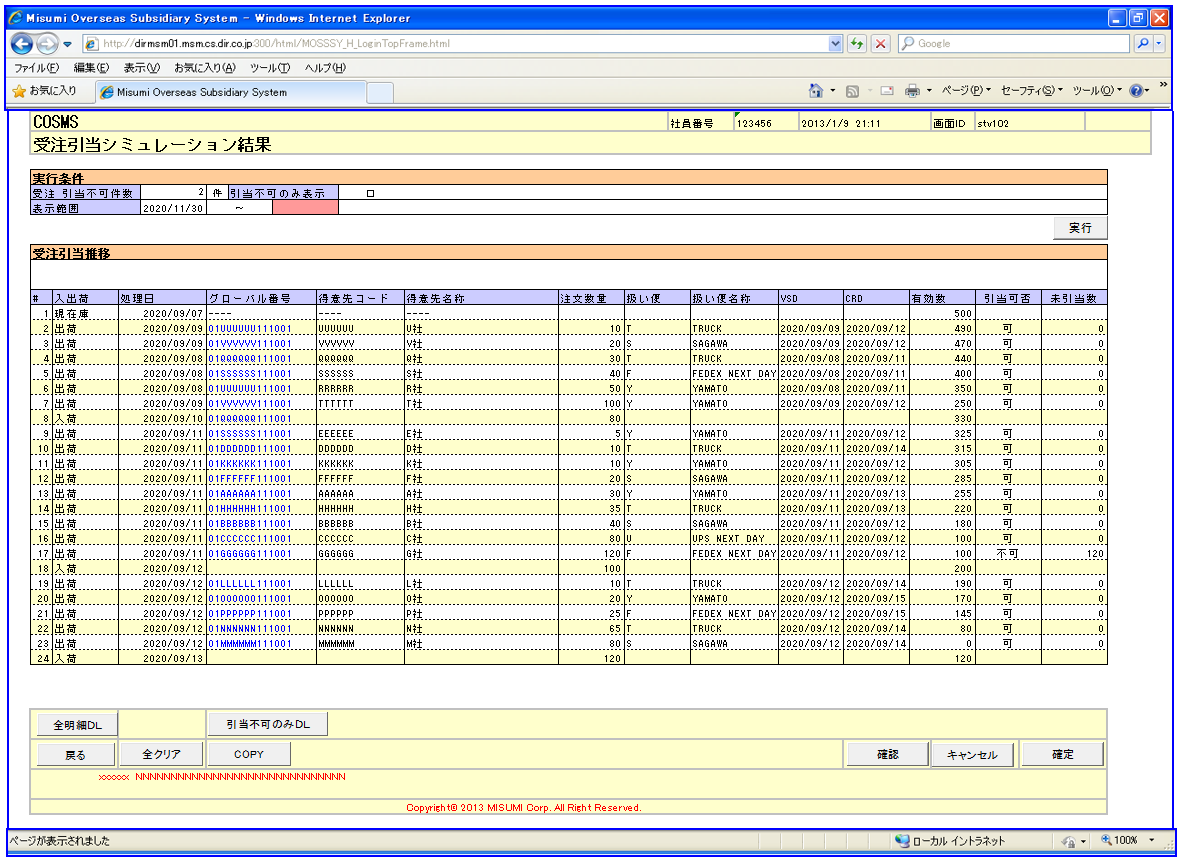 Misumi Overseas Subsidiary System - Windows Internet Explorer
http://dirmsm01.msm.cs.dir.co.jp:300/html/MOSSSY_H_LoginTopFrame.html Google
ファイル(F) 編集(E) 表示(V) お気に入り(A) ツール(T) ヘルプ(H)
お気に入り Misumi Overseas Subsidiary System ページ(P) セーフティ(S) ツール(O) »
COSMS 社員番号 123456 2013/1/9 21:11 画面ID stv102
受注引当シミュレーション結果
実行条件
受注 引当不可件数 2 件 引当不可のみ表示
表示範囲 2020/11/30 ～
実行
受注引当推移
# 入出荷 処理日 グローバル番号 得意先コード 得意先名称 注文数量 扱い便 扱い便名称 VSD CRD 有効数 引当可否 未引当数
1 現在庫 2020/09/07 ---- ---- ---- 500
2 出荷 2020/09/09 01UUUUUU111001 UUUUUU U社 10 T TRUCK 2020/09/09 2020/09/12 490 可 0
3 出荷 2020/09/09 01VVVVVV111001 VVVVVV V社 20 S SAGAWA 2020/09/09 2020/09/12 470 可 0
4 出荷 2020/09/08 01QQQQQQ111001 QQQQQQ Q社 30 T TRUCK 2020/09/08 2020/09/11 440 可 0
5 出荷 2020/09/08 01SSSSSS111001 SSSSSS S社 40 F FEDEX NEXT DAY 2020/09/08 2020/09/11 400 可 0
6 出荷 2020/09/08 01UUUUUU111001 RRRRRR R社 50 Y YAMATO 2020/09/08 2020/09/11 350 可 0
7 出荷 2020/09/09 01VVVVVV111001 TTTTTT T社 100 Y YAMATO 2020/09/09 2020/09/12 250 可 0
8 入荷 2020/09/10 01QQQQQQ111001 80 330
9 出荷 2020/09/11 01SSSSSS111001 EEEEEE E社 5 Y YAMATO 2020/09/11 2020/09/12 325 可 0
10 出荷 2020/09/11 01DDDDDD111001 DDDDDD D社 10 T TRUCK 2020/09/11 2020/09/14 315 可 0
11 出荷 2020/09/11 01KKKKKK111001 KKKKKK K社 10 Y YAMATO 2020/09/11 2020/09/12 305 可 0
12 出荷 2020/09/11 01FFFFFF111001 FFFFFF F社 20 S SAGAWA 2020/09/11 2020/09/12 285 可 0
13 出荷 2020/09/11 01AAAAAA111001 AAAAAA A社 30 Y YAMATO 2020/09/11 2020/09/13 255 可 0
14 出荷 2020/09/11 01HHHHHH111001 HHHHHH H社 35 T TRUCK 2020/09/11 2020/09/13 220 可 0
15 出荷 2020/09/11 01BBBBBB111001 BBBBBB B社 40 S SAGAWA 2020/09/11 2020/09/12 180 可 0
16 出荷 2020/09/11 01CCCCCC111001 CCCCCC C社 80 U UPS NEXT DAY 2020/09/11 2020/09/12 100 可 0
17 出荷 2020/09/11 01GGGGGG111001 GGGGGG G社 120 F FEDEX NEXT DAY 2020/09/11 2020/09/12 100 不可 120
18 入荷 2020/09/12 100 200
19 出荷 2020/09/12 01LLLLLL111001 LLLLLL L社 10 T TRUCK 2020/09/12 2020/09/14 190 可 0
20 出荷 2020/09/12 01OOOOOO111001 OOOOOO O社 20 Y YAMATO 2020/09/12 2020/09/15 170 可 0
21 出荷 2020/09/12 01PPPPPP111001 PPPPPP P社 25 F FEDEX NEXT DAY 2020/09/12 2020/09/15 145 可 0
22 出荷 2020/09/12 01NNNNNN111001 NNNNNN N社 65 T TRUCK 2020/09/12 2020/09/14 80 可 0
23 出荷 2020/09/12 01MMMMMM111001 MMMMMM M社 80 S SAGAWA 2020/09/12 2020/09/14 0 可 0
24 入荷 2020/09/13 120 120
全明細DL 引当不可のみDL
戻る 全クリア COPY 確認 キャンセル 確定
xxxxxx NNNNNNNNNNNNNNNNNNNNNNNNNNNNNN
Copyright© 2013 MISUMI Corp. All Right Reserved.
ページが表示されました ローカル イントラネット 100%